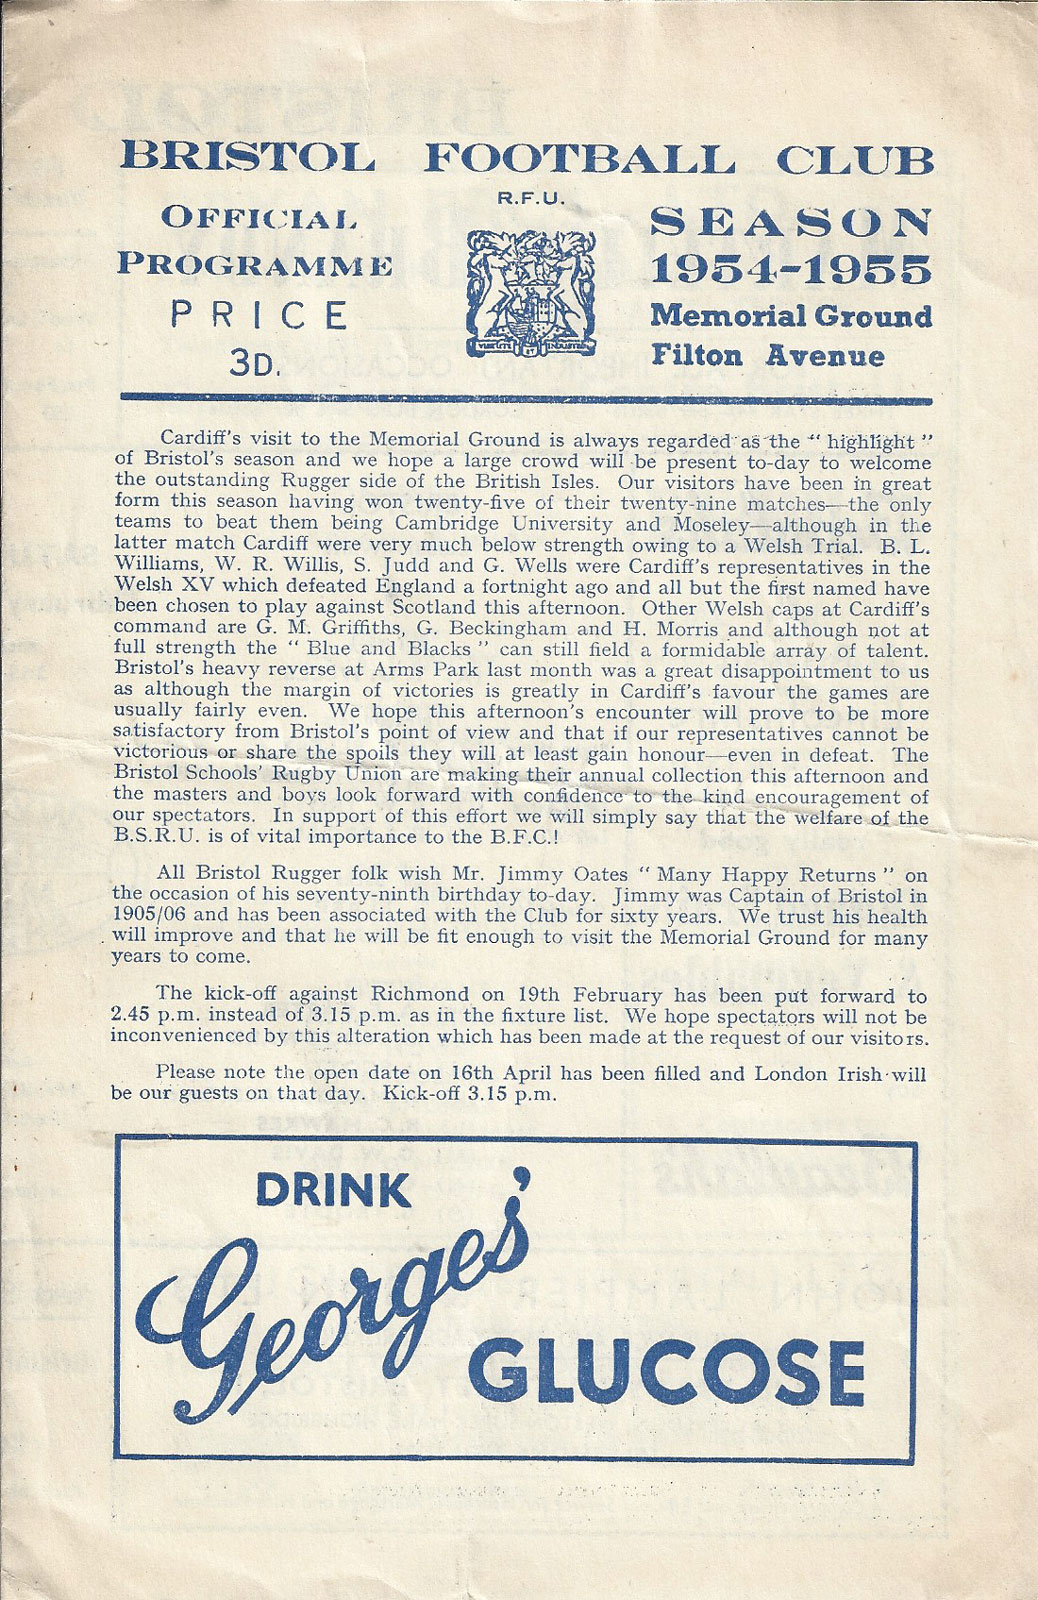 BRISTOL FOOTBALL CLUB
R.F.U.
OFFICIAL
PROGRAMME
PRICE
3D.
SEASON
1954-1955
Memorial Ground
Filton Avenue
Cardiff's visit to the Memorial Ground is always regarded as the " highlight "
of Bristol's season and we hope a large crowd will be present to-day to welcome
the outstanding Rugger side of the British Isles. Our visitors have been in great
form this season having won twenty-five of their twenty-nine matches—the only
teams to beat them being Cambridge University and Moseley—although in the
latter match Cardiff were very much below strength owing to a Welsh Trial. B. L.
Williams, W. R. Willis, S. Judd and G. Wells were Cardiff's representatives in the
Welsh XV which defeated England a fortnight ago and all but the first named have
been chosen to play against Scotland this afternoon. Other Welsh caps at Cardiff's
command are G. M. Griffiths, G. Beckingham and H. Morris and although not at
full strength the " Blue and Blacks " can still field a formidable array of talent.
Bristol's heavy reverse at Arms Park last month was a great disappointment to us
as although the margin of victories is greatly in Cardiff's favour the games are
usually fairly even. We hope this afternoon's encounter will prove to be more
satisfactory from Bristol's point of view and that if our representatives cannot be
victorious or share the spoils they will at least gain honour—even in defeat. The
Bristol Schools' Rugby Union are making their annual collection this afternoon and
the masters and boys look forward with confidence to the kind encouragement of
our spectators. In support of this effort we will simply say that the welfare of the
B.S.R.U. is of vital importance to the B.F.C.!
All Bristol Rugger folk wish Mr. Jimmy Oates " Many Happy Returns " on
the occasion of his seventy-ninth birthday to-day. Jimmy was Captain of Bristol in
1905/06 and has been associated with the Club for sixty years. We trust his health
will improve and that he will be fit enough to visit the Memorial Ground for many
years to come.
The kick-off against Richmond on 19th February has been put forward to
2.45 p.m. instead of 3.15 p.m. as in the fixture list. We hope spectators will not be
inconvenienced by this alteration which has been made at the request of our visitors.
Please note the open date on 16th April has been filled and London Irish will
be our guests on that day. Kick-off 3.15 p.m.
DRINK
Georges'
GLUCOSE